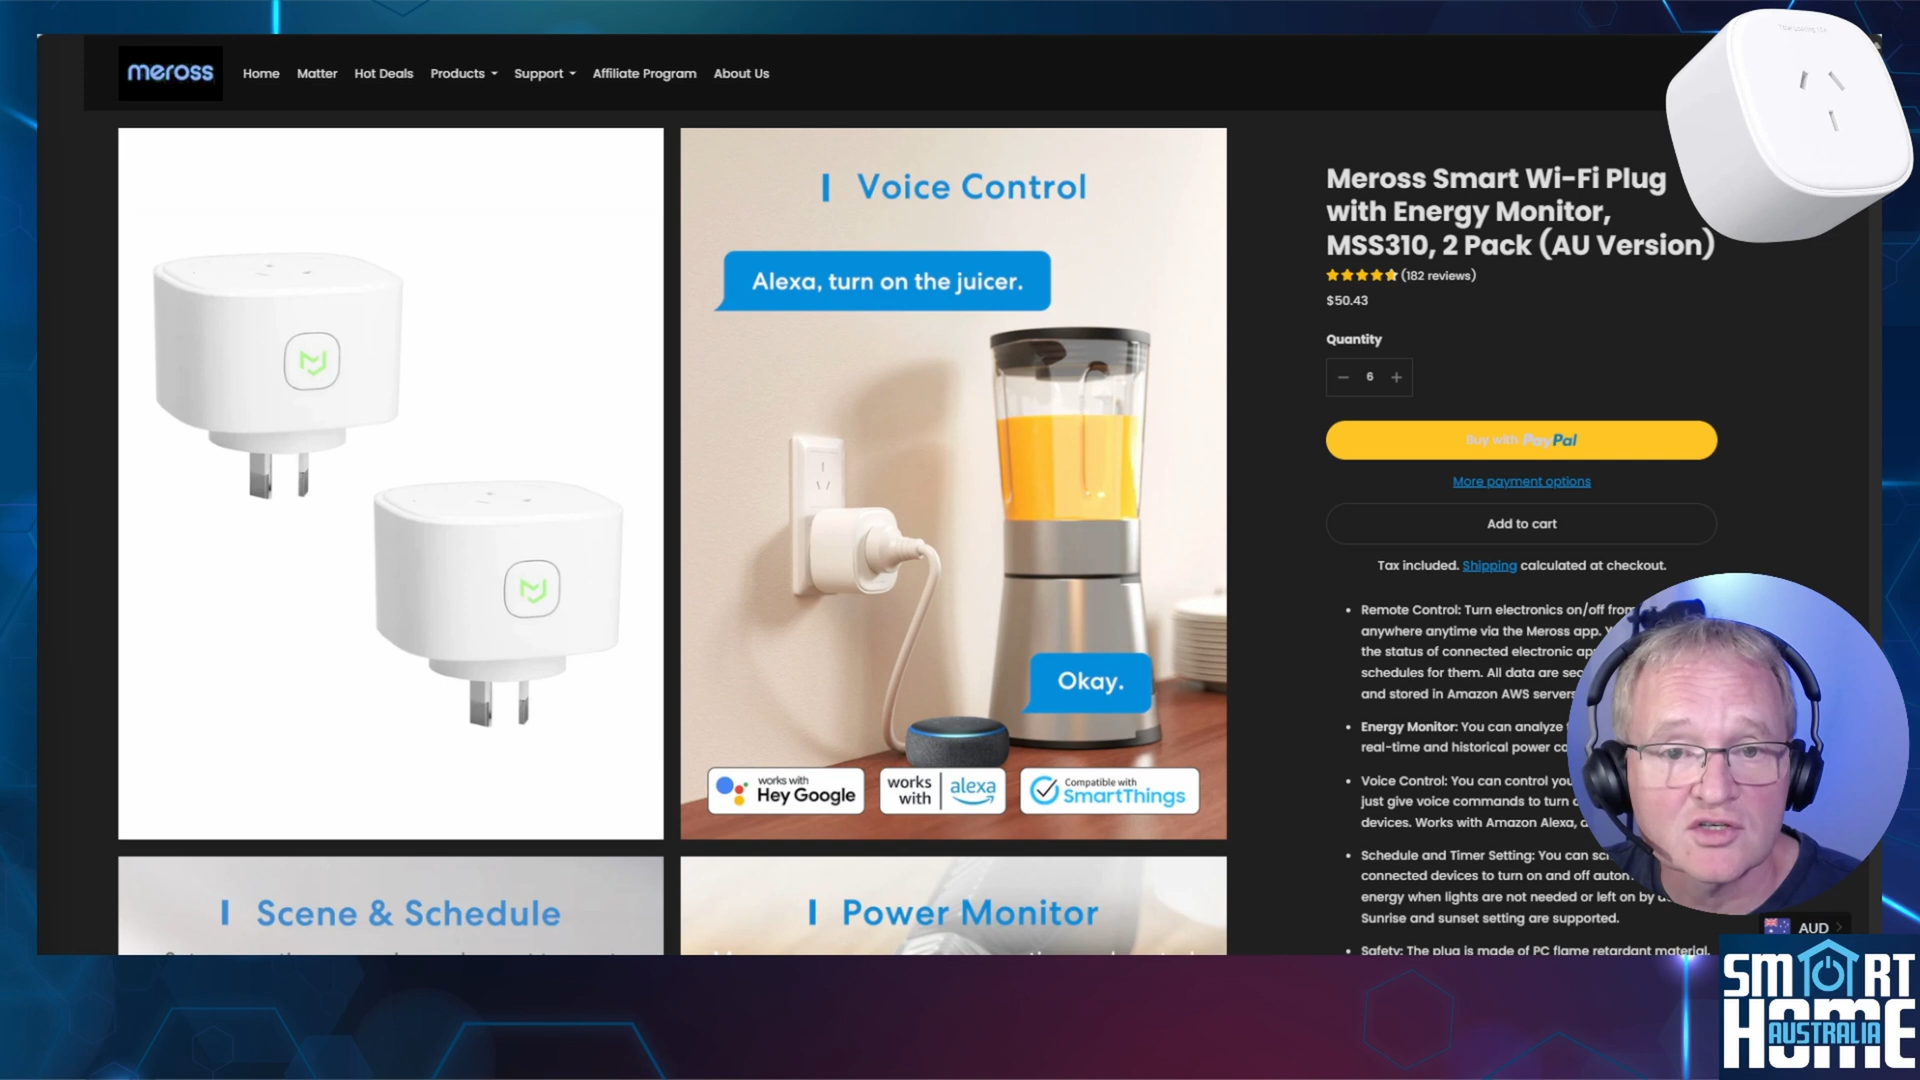 meross
Home
Matter
Hot Deals
Products
Support
Affiliate Program
About Us
Voice Control
Alexa, turn on the juicer.
Okay.
works with
Hey Google
works
with
alexa
Compatible with
SmartThings
Scene & Schedule
Power Monitor
Meross Smart Wi-Fi Plug
with Energy Monitor,
MSS310, 2 Pack (AU Version)
(182 reviews)
$50.43
Quantity
6
Buy with PayPal
More payment options
Add to cart
Tax included. Shipping calculated at checkout.
Remote Control: Turn electronics on/off from
anywhere anytime via the Meross app.
the status of connected electronic
schedules for them. All data are
and stored in Amazon AWS servers
Energy Monitor: You can analyze
real-time and historical power
Voice Control: You can control
just give voice commands to turn
devices. Works with Amazon Alexa,
Schedule and Timer Setting: You can
connected devices to turn on and off
energy when lights are not needed or left on by
Sunrise and sunset setting are supported.
Safety: The plug is made of PC flame retardant material.
AUD
SMART
HOME
AUSTRALIA